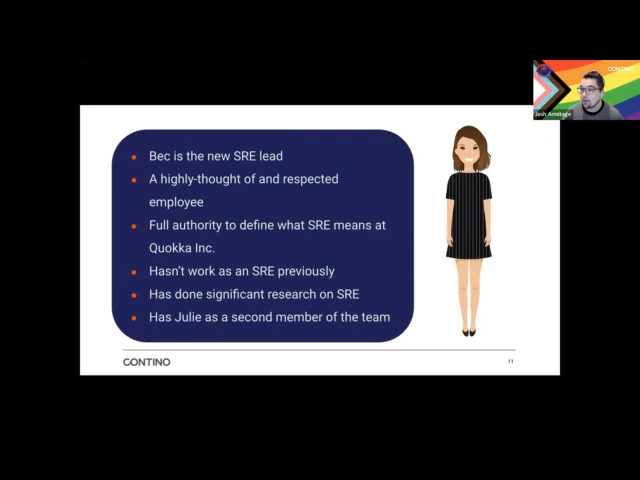 CONTINO
Josh Armitage
Bec is the new SRE lead
A highly-thought of and respected
employee
Full authority to define what SRE means at
Quokka Inc.
Hasn't work as an SRE previously
Has done significant research on SRE
Has Julie as a second member of the team
CONTINO
11